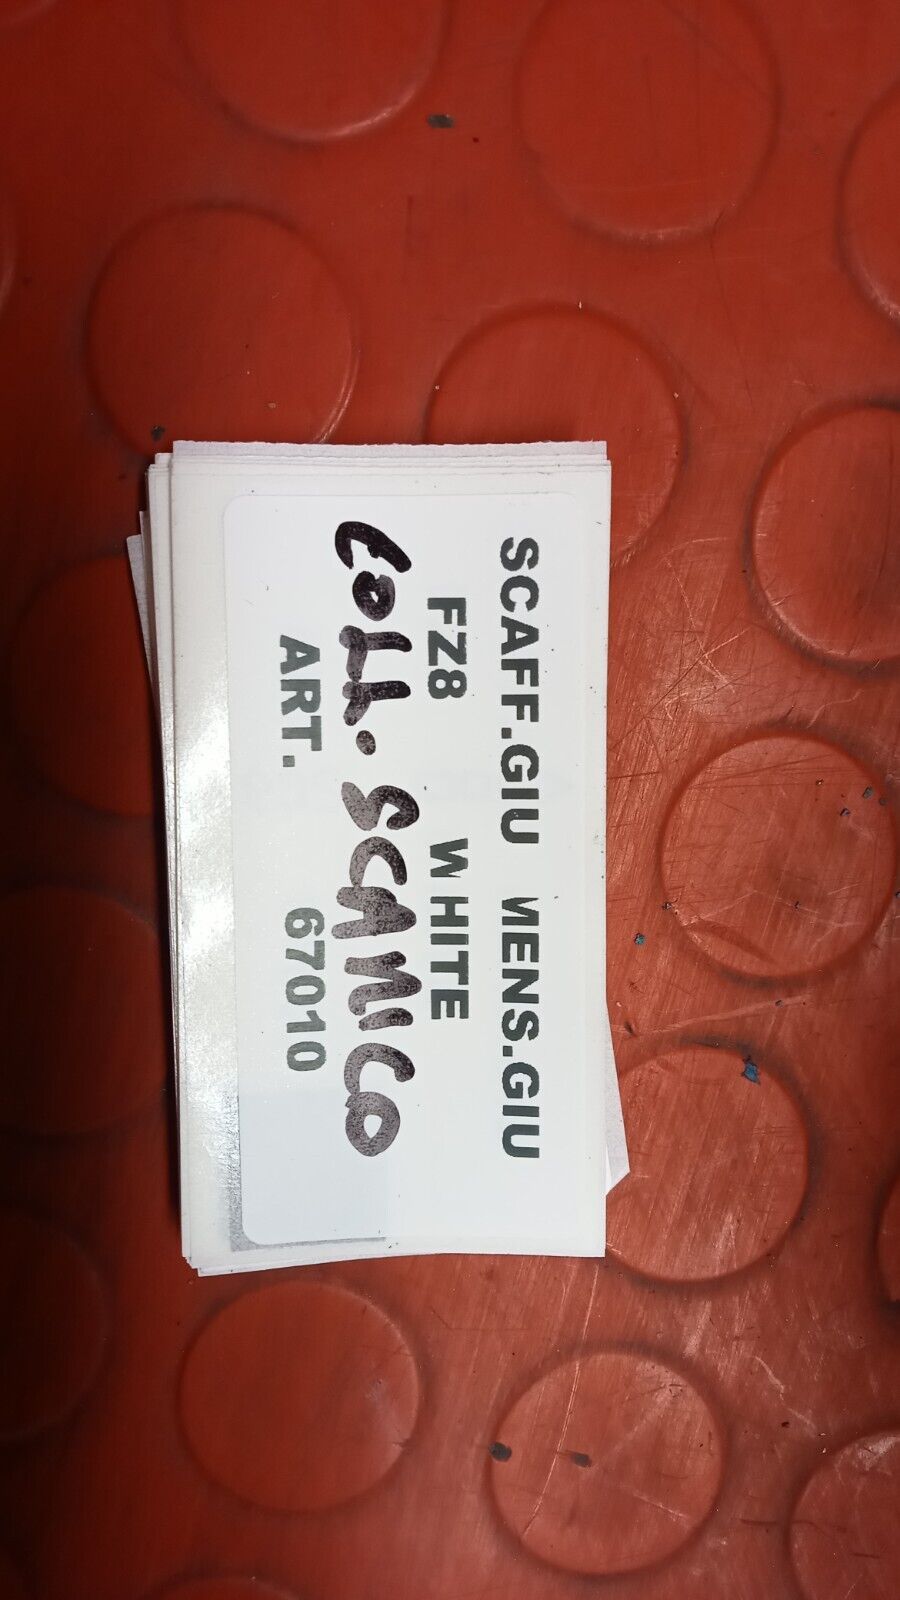 SCAFF.GIU MENS.GIU
FZ8 WHITE
COLL. SCARICO
ART. 67010